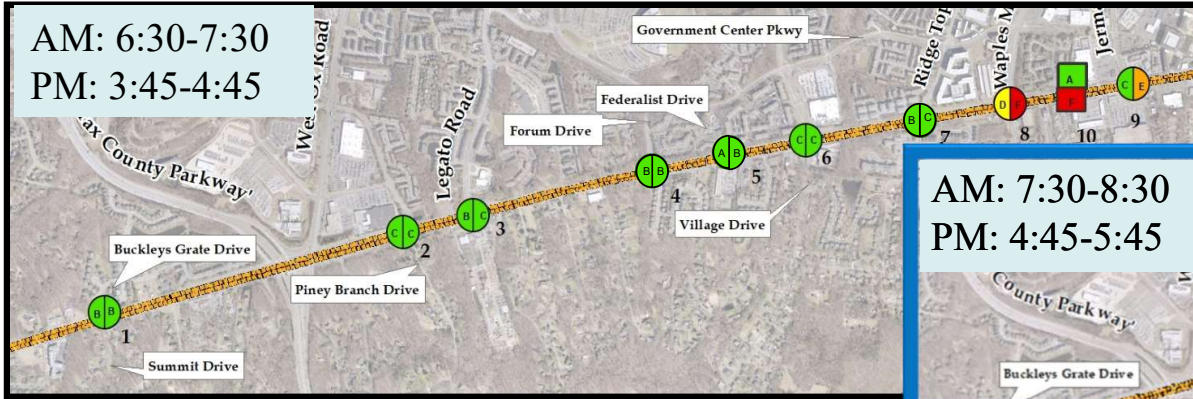 AM: 6:30-7:30
PM: 3:45-4:45
Government Center Pkwy
Ridge Top
Waples M
Jerm
Federalist Drive
Forum Drive
Legato Road
County Parkway'
Road
A
F
C E
D F
B C
C C
A B
B B
B C
C C
B B
10
9
8
7
6
5
4
3
2
1
Village Drive
Buckleys Grate Drive
Piney Branch Drive
Summit Drive
AM: 7:30-8:30
PM: 4:45-5:45
County Parkway'
Buckleys Grate Drive